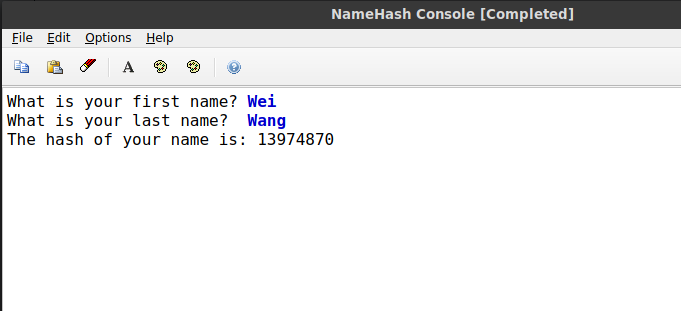 NameHash Console [Completed]
File Edit Options Help
A
What is your first name? Wei
What is your last name?  Wang
The hash of your name is: 13974870